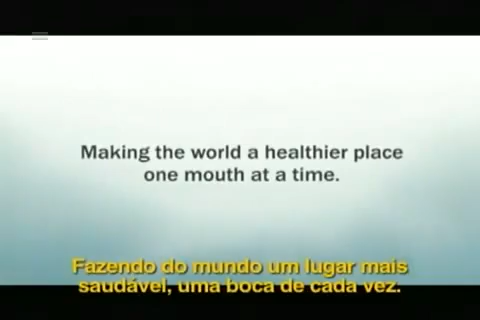 Making the world a healthier place
one mouth at a time.
Fazendo do mundo um lugar mais
saudável, uma boca de cada vez.